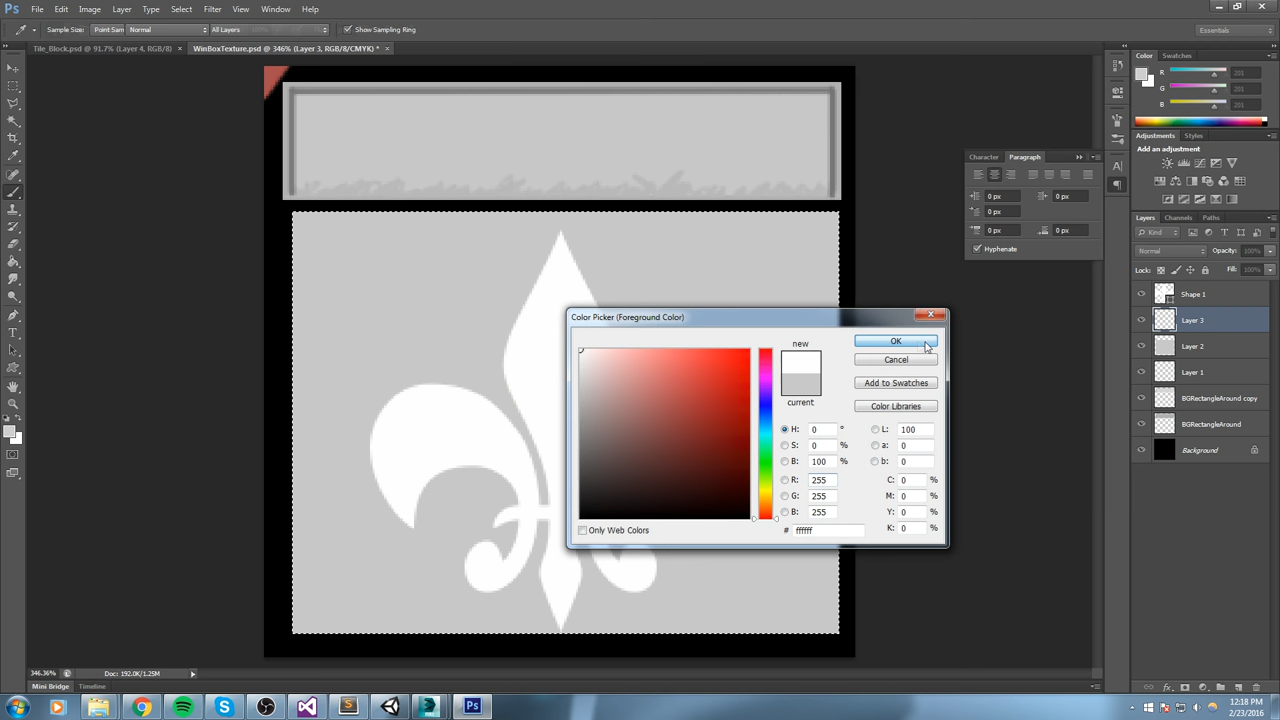 Ps File Edit Image Layer Type Select Filter View Window Help
Sample Size: Point Sam Normal All Layers Show Sampling Ring Essentials
Tile_Block.psd @ 91.7% (Layer 4, RGB/8) × WinBoxTexture.psd @ 346% (Layer 3, RGB/8/CMYK) * ×
Color Swatches
R 201
G 201
B 201
Adjustments Styles
Add an adjustment
Character Paragraph
0 px 0 px
0 px
0 px 0 px
Hyphenate
Layers Channels Paths
Kind
Normal Opacity: 100%
Lock: Fill: 100%
Shape 1
Layer 3
Layer 2
Layer 1
BGRectangleAround copy
BGRectangleAround
Background
Color Picker (Foreground Color)
new
current
OK
Cancel
Add to Swatches
Color Libraries
H: 0 ° L: 100
S: 0 % a: 0
B: 100 % b: 0
R: 255 C: 0 %
G: 255 M: 0 %
B: 255 Y: 0 %
K: 0 %
Only Web Colors # ffffff
346.36% Doc: 192.0K/1.25M
Mini Bridge Timeline
12:18 PM
2/23/2016